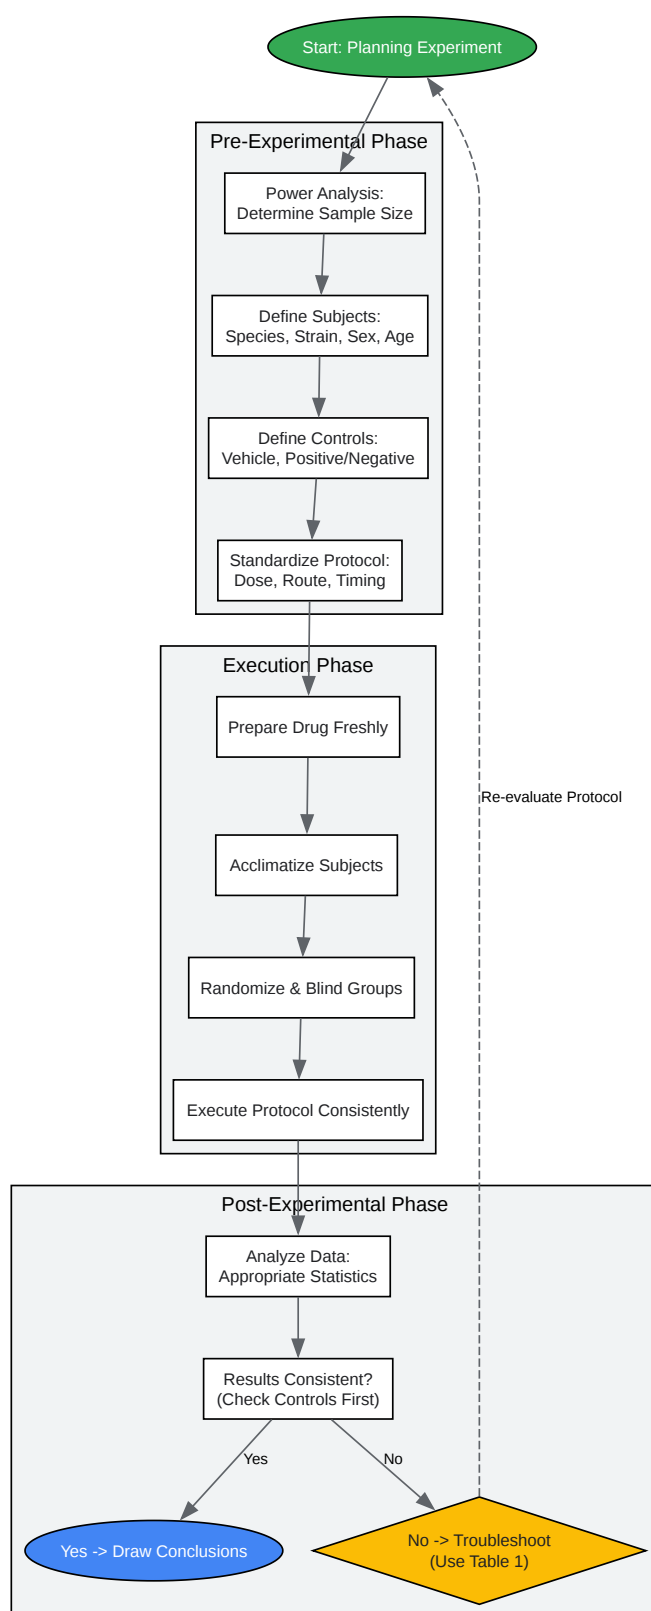 Start: Planning Experiment
Pre-Experimental Phase
Power Analysis:
Determine Sample Size
Define Subjects:
Species, Strain, Sex, Age
Define Controls:
Vehicle, Positive/Negative
Standardize Protocol:
Dose, Route, Timing
Execution Phase
Prepare Drug Freshly
Re-evaluate Protocol
Acclimatize Subjects
Randomize & Blind Groups
Execute Protocol Consistently
Post-Experimental Phase
Analyze Data:
Appropriate Statistics
Results Consistent?
(Check Controls First)
Yes
No
Yes -> Draw Conclusions
No -> Troubleshoot
(Use Table 1)